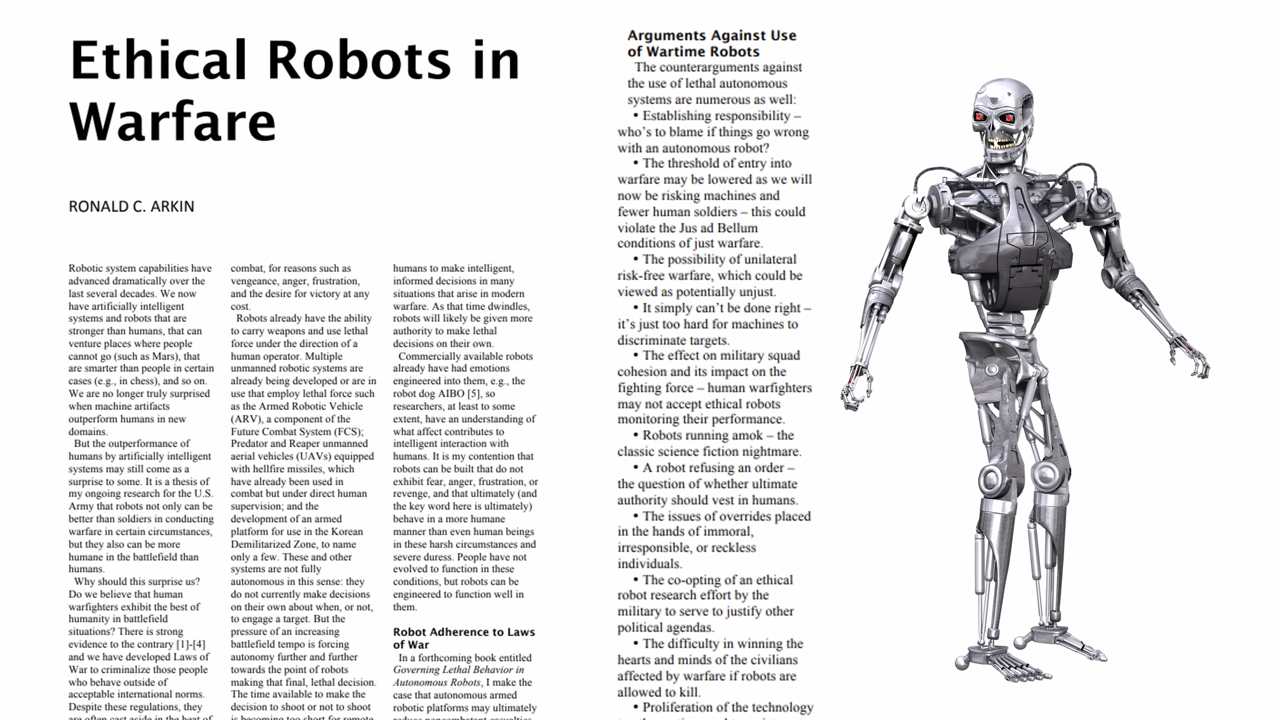 Ethical Robots in
Warfare
RONALD C. ARKIN
Robotic system capabilities have
advanced dramatically over the
last several decades. We now
have artificially intelligent
systems and robots that are
stronger than humans, that can
venture places where people
cannot go (such as Mars), that
are smarter than people in certain
cases (e.g., in chess), and so on.
We are no longer truly surprised
when machine artifacts
outperform humans in new
domains.
But the outperformance of
humans by artificially intelligent
systems may still come as a
surprise to some. It is a thesis of
my ongoing research for the U.S.
Army that robots not only can be
better than soldiers in conducting
warfare in certain circumstances,
but they also can be more
humane in the battlefield than
humans.
Why should this surprise us?
Do we believe that human
warfighters exhibit the best of
humanity in battlefield
situations? There is strong
evidence to the contrary [1]-[4]
and we have developed Laws of
War to criminalize those people
who behave outside of
acceptable international norms.
Despite these regulations, they
are often cast aside in the heat of
combat, for reasons such as
vengeance, anger, frustration,
and the desire for victory at any
cost.
Robots already have the ability
to carry weapons and use lethal
force under the direction of a
human operator. Multiple
unmanned robotic systems are
already being developed or are in
use that employ lethal force such
as the Armed Robotic Vehicle
(ARV), a component of the
Future Combat System (FCS);
Predator and Reaper unmanned
aerial vehicles (UAVs) equipped
with hellfire missiles, which
have already been used in
combat but under direct human
supervision; and the
development of an armed
platform for use in the Korean
Demilitarized Zone, to name
only a few. These and other
systems are not fully
autonomous in this sense: they
do not currently make decisions
on their own about when, or not,
to engage a target. But the
pressure of an increasing
battlefield tempo is forcing
autonomy further and further
towards the point of robots
making that final, lethal decision.
The time available to make the
decision to shoot or not to shoot
is becoming too short for remote
humans to make intelligent,
informed decisions in many
situations that arise in modern
warfare. As that time dwindles,
robots will likely be given more
authority to make lethal
decisions on their own.
Commercially available robots
already have had emotions
engineered into them, e.g., the
robot dog AIBO [5], so
researchers, at least to some
extent, have an understanding of
what affect contributes to
intelligent interaction with
humans. It is my contention that
robots can be built that do not
exhibit fear, anger, frustration, or
revenge, and that ultimately (and
the key word here is ultimately)
behave in a more humane
manner than even human beings
in these harsh circumstances and
severe duress. People have not
evolved to function in these
conditions, but robots can be
engineered to function well in
them.
Robot Adherence to Laws
of War
In a forthcoming book entitled
Governing Lethal Behavior in
Autonomous Robots, I make the
case that autonomous armed
robotic platforms may ultimately
reduce noncombatant casualties
Arguments Against Use
of Wartime Robots
The counterarguments against
the use of lethal autonomous
systems are numerous as well:
• Establishing responsibility –
who's to blame if things go wrong
with an autonomous robot?
• The threshold of entry into
warfare may be lowered as we will
now be risking machines and
fewer human soldiers – this could
violate the Jus ad Bellum
conditions of just warfare.
• The possibility of unilateral
risk-free warfare, which could be
viewed as potentially unjust.
• It simply can't be done right –
it's just too hard for machines to
discriminate targets.
• The effect on military squad
cohesion and its impact on the
fighting force – human warfighters
may not accept ethical robots
monitoring their performance.
• Robots running amok – the
classic science fiction nightmare.
• A robot refusing an order –
the question of whether ultimate
authority should vest in humans.
• The issues of overrides placed
in the hands of immoral,
irresponsible, or reckless
individuals.
• The co-opting of an ethical
robot research effort by the
military to serve to justify other
political agendas.
• The difficulty in winning the
hearts and minds of the civilians
affected by warfare if robots are
allowed to kill.
• Proliferation of the technology